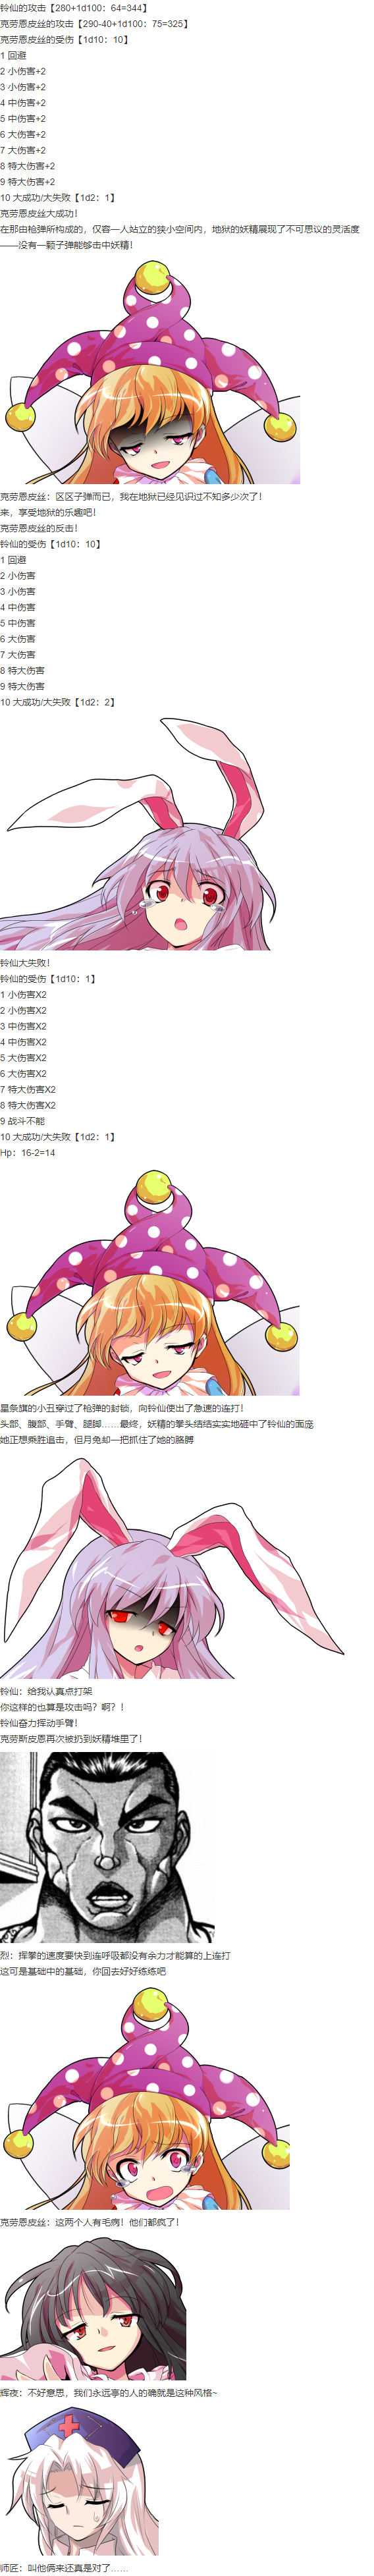 铃仙的攻击【280+1d100：64=344】
克劳恩皮丝的攻击【290-40+1d100：75=325】
克劳恩皮丝的受伤【1d10：10】
1 回避
2 小伤害+2
3 小伤害+2
4 中伤害+2
5 中伤害+2
6 大伤害+2
7 大伤害+2
8 特大伤害+2
9 特大伤害+2
10 大成功/大失败【1d2：1】
克劳恩皮丝大成功！
在那由枪弹所构成的，仅容一人站立的狭小空间内，地狱的妖精展现了不可思议的灵活度
——没有一颗子弹能够击中妖精！
克劳恩皮丝：区区子弹而已，我在地狱已经见识过不知多少次了！
来，享受地狱的乐趣吧！
克劳恩皮丝的反击！
铃仙的受伤【1d10：10】
1 回避
2 小伤害
3 小伤害
4 中伤害
5 中伤害
6 大伤害
7 大伤害
8 特大伤害
9 特大伤害
10 大成功/大失败【1d2：2】
铃仙大失败！
铃仙的受伤【1d10：1】
1 小伤害X2
2 小伤害X2
3 中伤害X2
4 中伤害X2
5 大伤害X2
6 大伤害X2
7 特大伤害X2
8 特大伤害X2
9 战斗不能
10 大成功/大失败【1d2：1】
Hp：16-2=14
星条旗的小丑穿过了枪弹的封锁，向铃仙使出了急速的连打！
头部、腹部、手臂、腿脚……最终，妖精的拳头结结实实地砸中了铃仙的面庞
她正想乘胜追击，但月兔却一把抓住了她的胳膊
铃仙：给我认真点打架
你这样的也算是攻击吗？啊？！
铃仙奋力挥动手臂！
克劳斯皮恩再次被扔到妖精堆里了！
烈：挥拳的速度要快到连呼吸都没有余力才能算的上连打
这可是基础中的基础，你回去好好练练吧
克劳恩皮丝：这两个人有毛病！他们都疯了！
辉夜：不好意思，我们永远亭的人的确就是这种风格~
师匠：叫他俩来还真是对了……